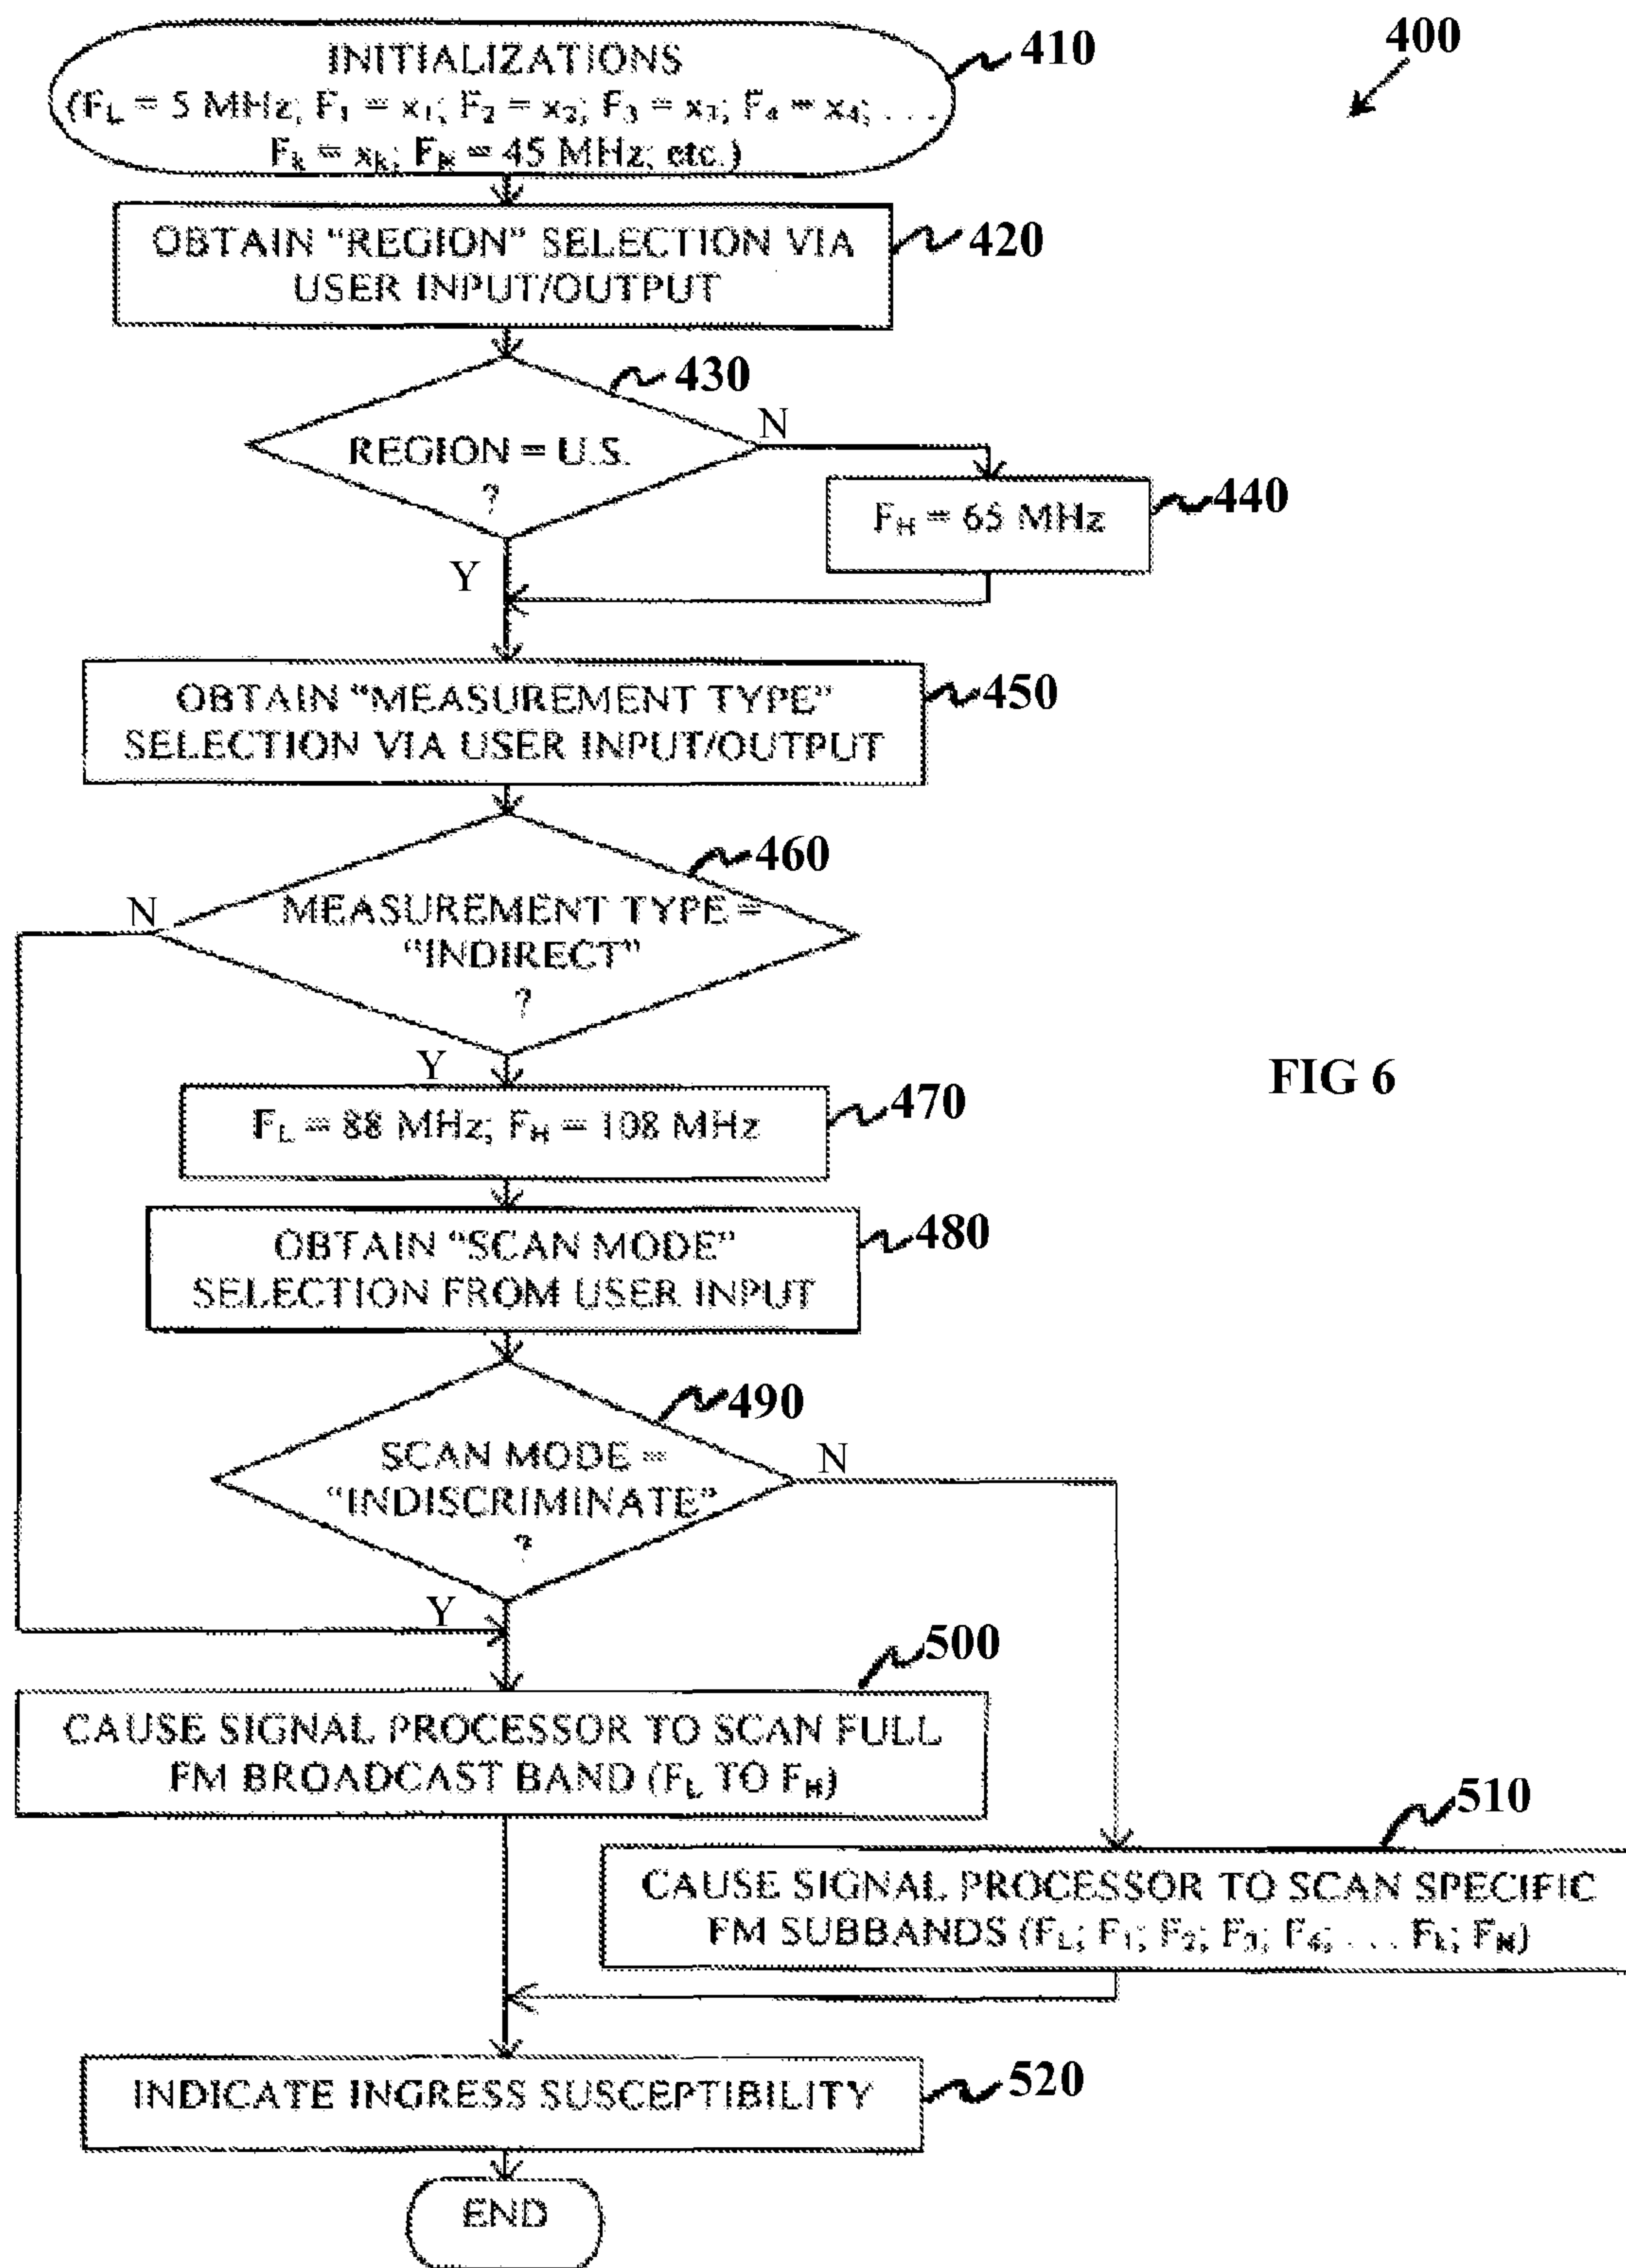 400
INITIALIZATIONS
410
(F_L = 5 MHz; F_1 = x_1; F_2 = x_2; F_3 = x_3; F_4 = x_4; ...
F_k = x_k; F_H = 45 MHz; etc.)
OBTAIN “REGION” SELECTION VIA
USER INPUT/OUTPUT
420
430
REGION = U.S.
?
N
Y
F_H = 65 MHz
440
OBTAIN “MEASUREMENT TYPE”
SELECTION VIA USER INPUT/OUTPUT
450
460
MEASUREMENT TYPE =
“INDIRECT”
?
N
Y
FIG 6
F_L = 88 MHz; F_H = 108 MHz
470
OBTAIN “SCAN MODE”
SELECTION FROM USER INPUT
480
490
SCAN MODE =
“INDISCRIMINATE”
?
N
Y
500
CAUSE SIGNAL PROCESSOR TO SCAN FULL
FM BROADCAST BAND (F_L TO F_H)
510
CAUSE SIGNAL PROCESSOR TO SCAN SPECIFIC
FM SUBBANDS (F_L; F_1; F_2; F_3; F_4; ... F_k; F_H)
INDICATE INGRESS SUSCEPTIBILITY
520
END